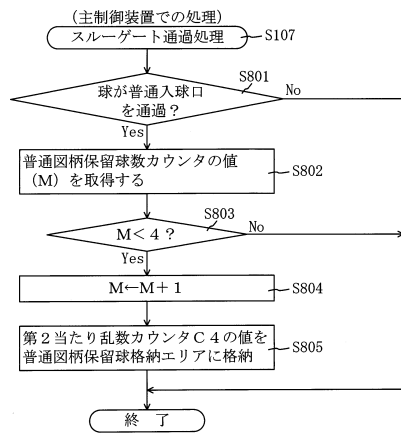 (主制御装置での処理)
スルーゲート通過処理 S107
S801
球が普通入球口
を通過？
No
Yes
普通図柄保留球数カウンタの値
（M）を取得する
S802
S803
M＜4？
No
Yes
M←M＋1 S804
第２当たり乱数カウンタＣ４の値を
普通図柄保留球格納エリアに格納
S805
終 了